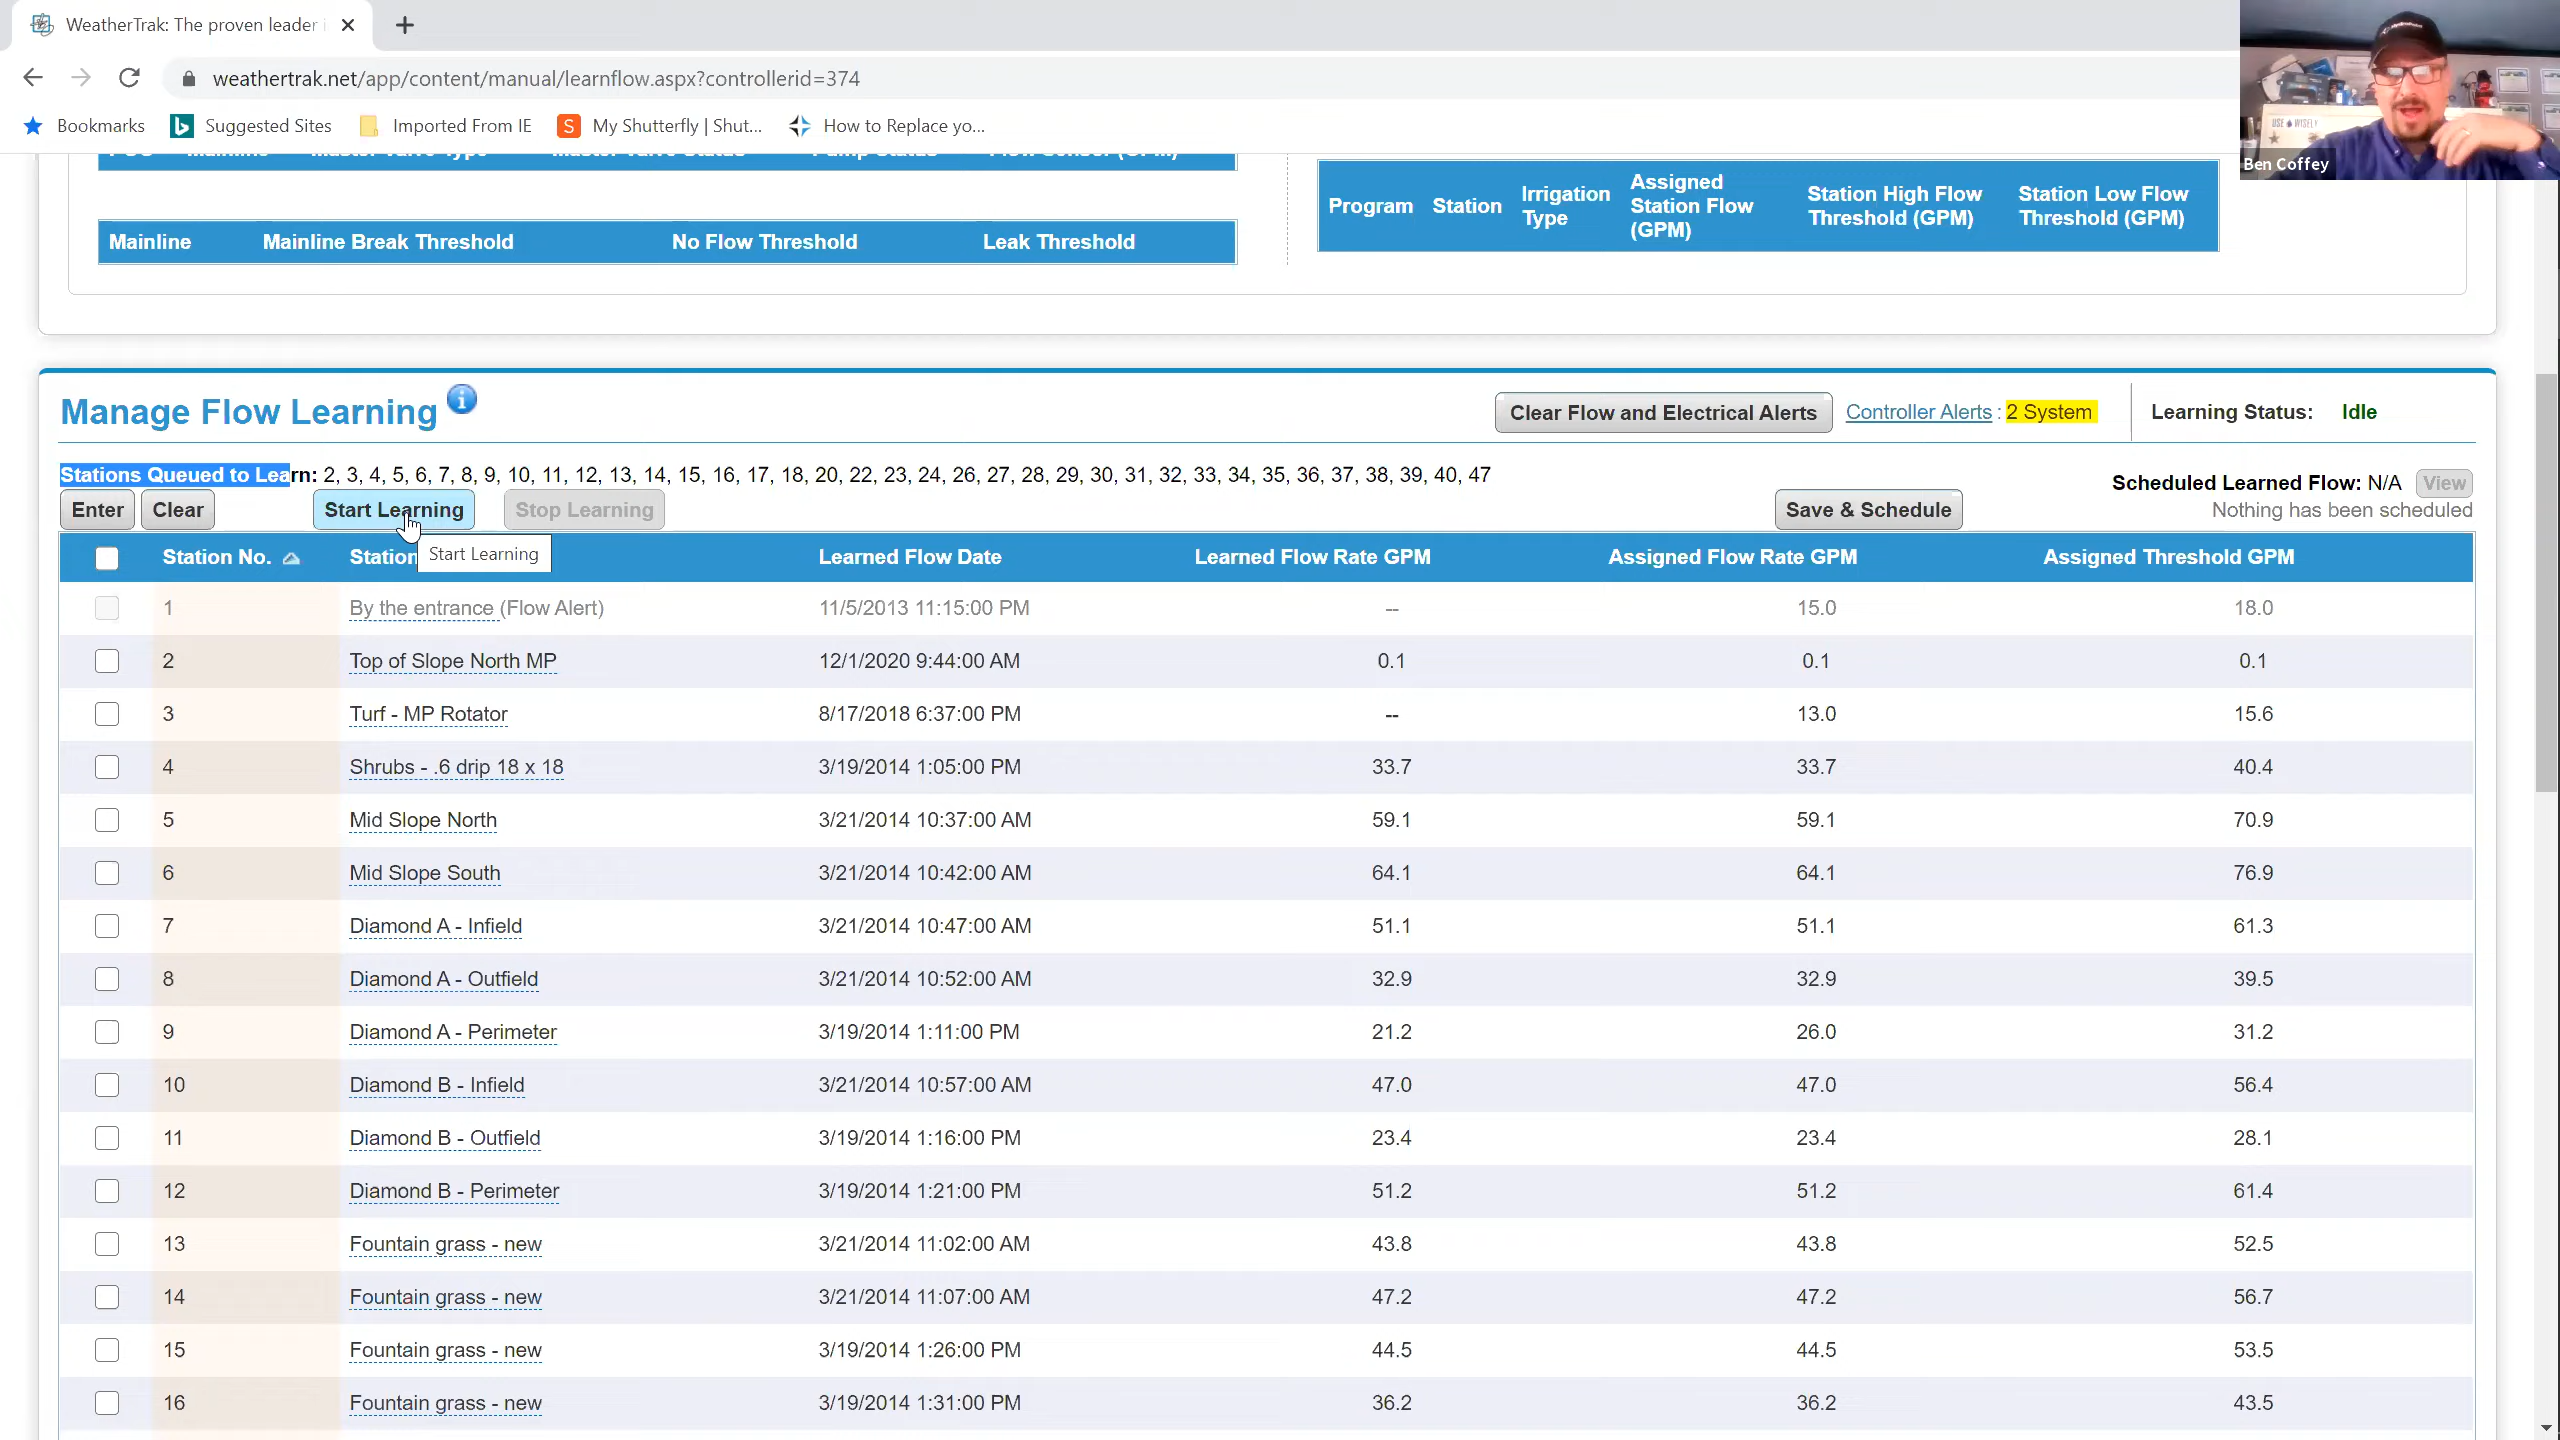 WeatherTrak: The proven leader i
weathertrak.net/app/content/manual/learnflow.aspx?controllerid=374
Bookmarks Suggested Sites Imported From IE My Shutterfly | Shut... How to Replace yo...
USE WISELY
Ben Coffey
Mainline Break Threshold No Flow Threshold Leak Threshold
Mainline
Program Station Irrigation Type Assigned Station Flow (GPM) Station High Flow Threshold (GPM) Station Low Flow Threshold (GPM)
Manage Flow Learning
Clear Flow and Electrical Alerts Controller Alerts : 2 System Learning Status: Idle
Stations Queued to Learn: 2, 3, 4, 5, 6, 7, 8, 9, 10, 11, 12, 13, 14, 15, 16, 17, 18, 20, 22, 23, 24, 26, 27, 28, 29, 30, 31, 32, 33, 34, 35, 36, 37, 38, 39, 40, 47
Scheduled Learned Flow: N/A View
Enter Clear Start Learning Stop Learning Save & Schedule Nothing has been scheduled
Station No. Station Start Learning Learned Flow Date Learned Flow Rate GPM Assigned Flow Rate GPM Assigned Threshold GPM
1 By the entrance (Flow Alert) 11/5/2013 11:15:00 PM -- 15.0 18.0
2 Top of Slope North MP 12/1/2020 9:44:00 AM 0.1 0.1 0.1
3 Turf - MP Rotator 8/17/2018 6:37:00 PM -- 13.0 15.6
4 Shrubs - .6 drip 18 x 18 3/19/2014 1:05:00 PM 33.7 33.7 40.4
5 Mid Slope North 3/21/2014 10:37:00 AM 59.1 59.1 70.9
6 Mid Slope South 3/21/2014 10:42:00 AM 64.1 64.1 76.9
7 Diamond A - Infield 3/21/2014 10:47:00 AM 51.1 51.1 61.3
8 Diamond A - Outfield 3/21/2014 10:52:00 AM 32.9 32.9 39.5
9 Diamond A - Perimeter 3/19/2014 1:11:00 PM 21.2 26.0 31.2
10 Diamond B - Infield 3/21/2014 10:57:00 AM 47.0 47.0 56.4
11 Diamond B - Outfield 3/19/2014 1:16:00 PM 23.4 23.4 28.1
12 Diamond B - Perimeter 3/19/2014 1:21:00 PM 51.2 51.2 61.4
13 Fountain grass - new 3/21/2014 11:02:00 AM 43.8 43.8 52.5
14 Fountain grass - new 3/21/2014 11:07:00 AM 47.2 47.2 56.7
15 Fountain grass - new 3/19/2014 1:26:00 PM 44.5 44.5 53.5
16 Fountain grass - new 3/19/2014 1:31:00 PM 36.2 36.2 43.5